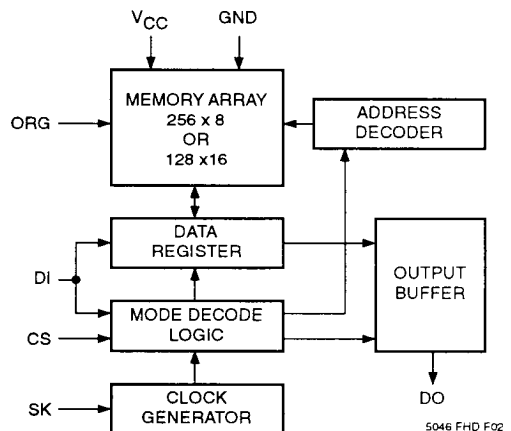 VCC
GND
ORG
MEMORY ARRAY
256 x 8
OR
128 x16
ADDRESS
DECODER
DATA
REGISTER
DI
OUTPUT
BUFFER
MODE DECODE
LOGIC
CS
DO
SK
CLOCK
GENERATOR
5046 FHD F02